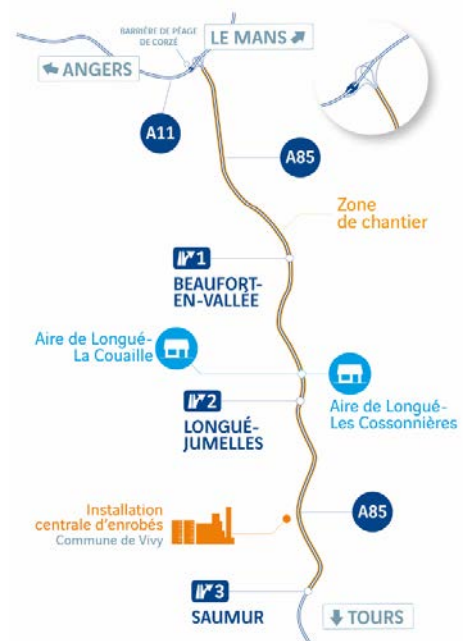 BARRIÈRE DE PÉAGE
DE CORZÉ
LE MANS
ANGERS
A11
A85
Zone
de chantier
1
BEAUFORT-
EN-VALLÉE
Aire de Longué-
La Couaille
Aire de Longué-
Les Cossonnières
2
LONGUÉ-
JUMELLES
Installation
centrale d'enrobés
Commune de Vivy
A85
3
SAUMUR
TOURS